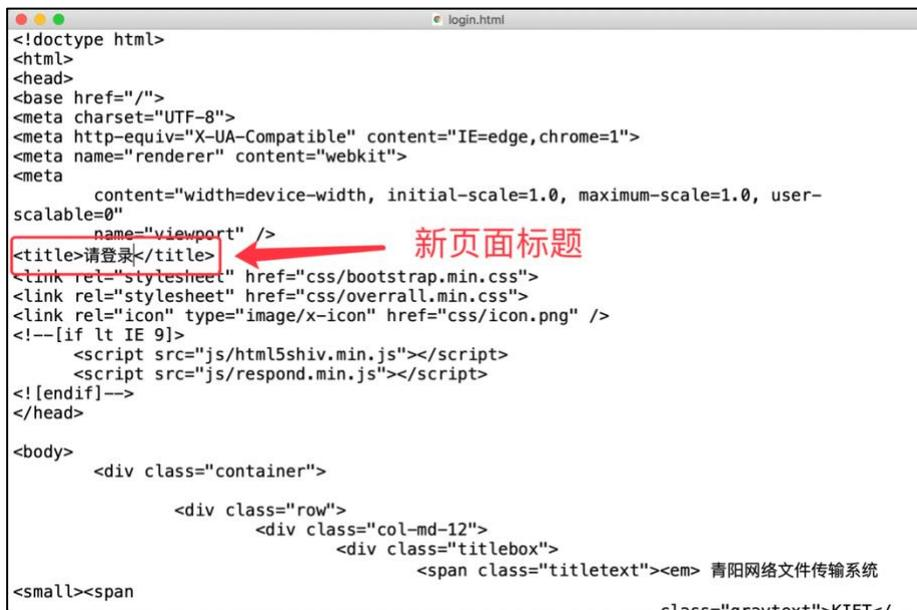 login.html
<!doctype html>
<html>
<head>
<base href="/">
<meta charset="UTF-8">
<meta http-equiv="X-UA-Compatible" content="IE=edge,chrome=1">
<meta name="renderer" content="webkit">
<meta
content="width=device-width, initial-scale=1.0, maximum-scale=1.0, user-
scalable=0"
name="viewport" />
<title>请登录</title>
新页面标题
<link rel="stylesheet" href="css/bootstrap.min.css">
<link rel="stylesheet" href="css/overrall.min.css">
<link rel="icon" type="image/x-icon" href="css/icon.png" />
<!--[if lt IE 9]>
<script src="js/html5shiv.min.js"></script>
<script src="js/respond.min.js"></script>
<![endif]-->
</head>
<body>
<div class="container">
<div class="row">
<div class="col-md-12">
<div class="titlebox">
<span class="titletext"><em> 青阳网络文件传输系统
<small><span
class="graytext">KIFT</